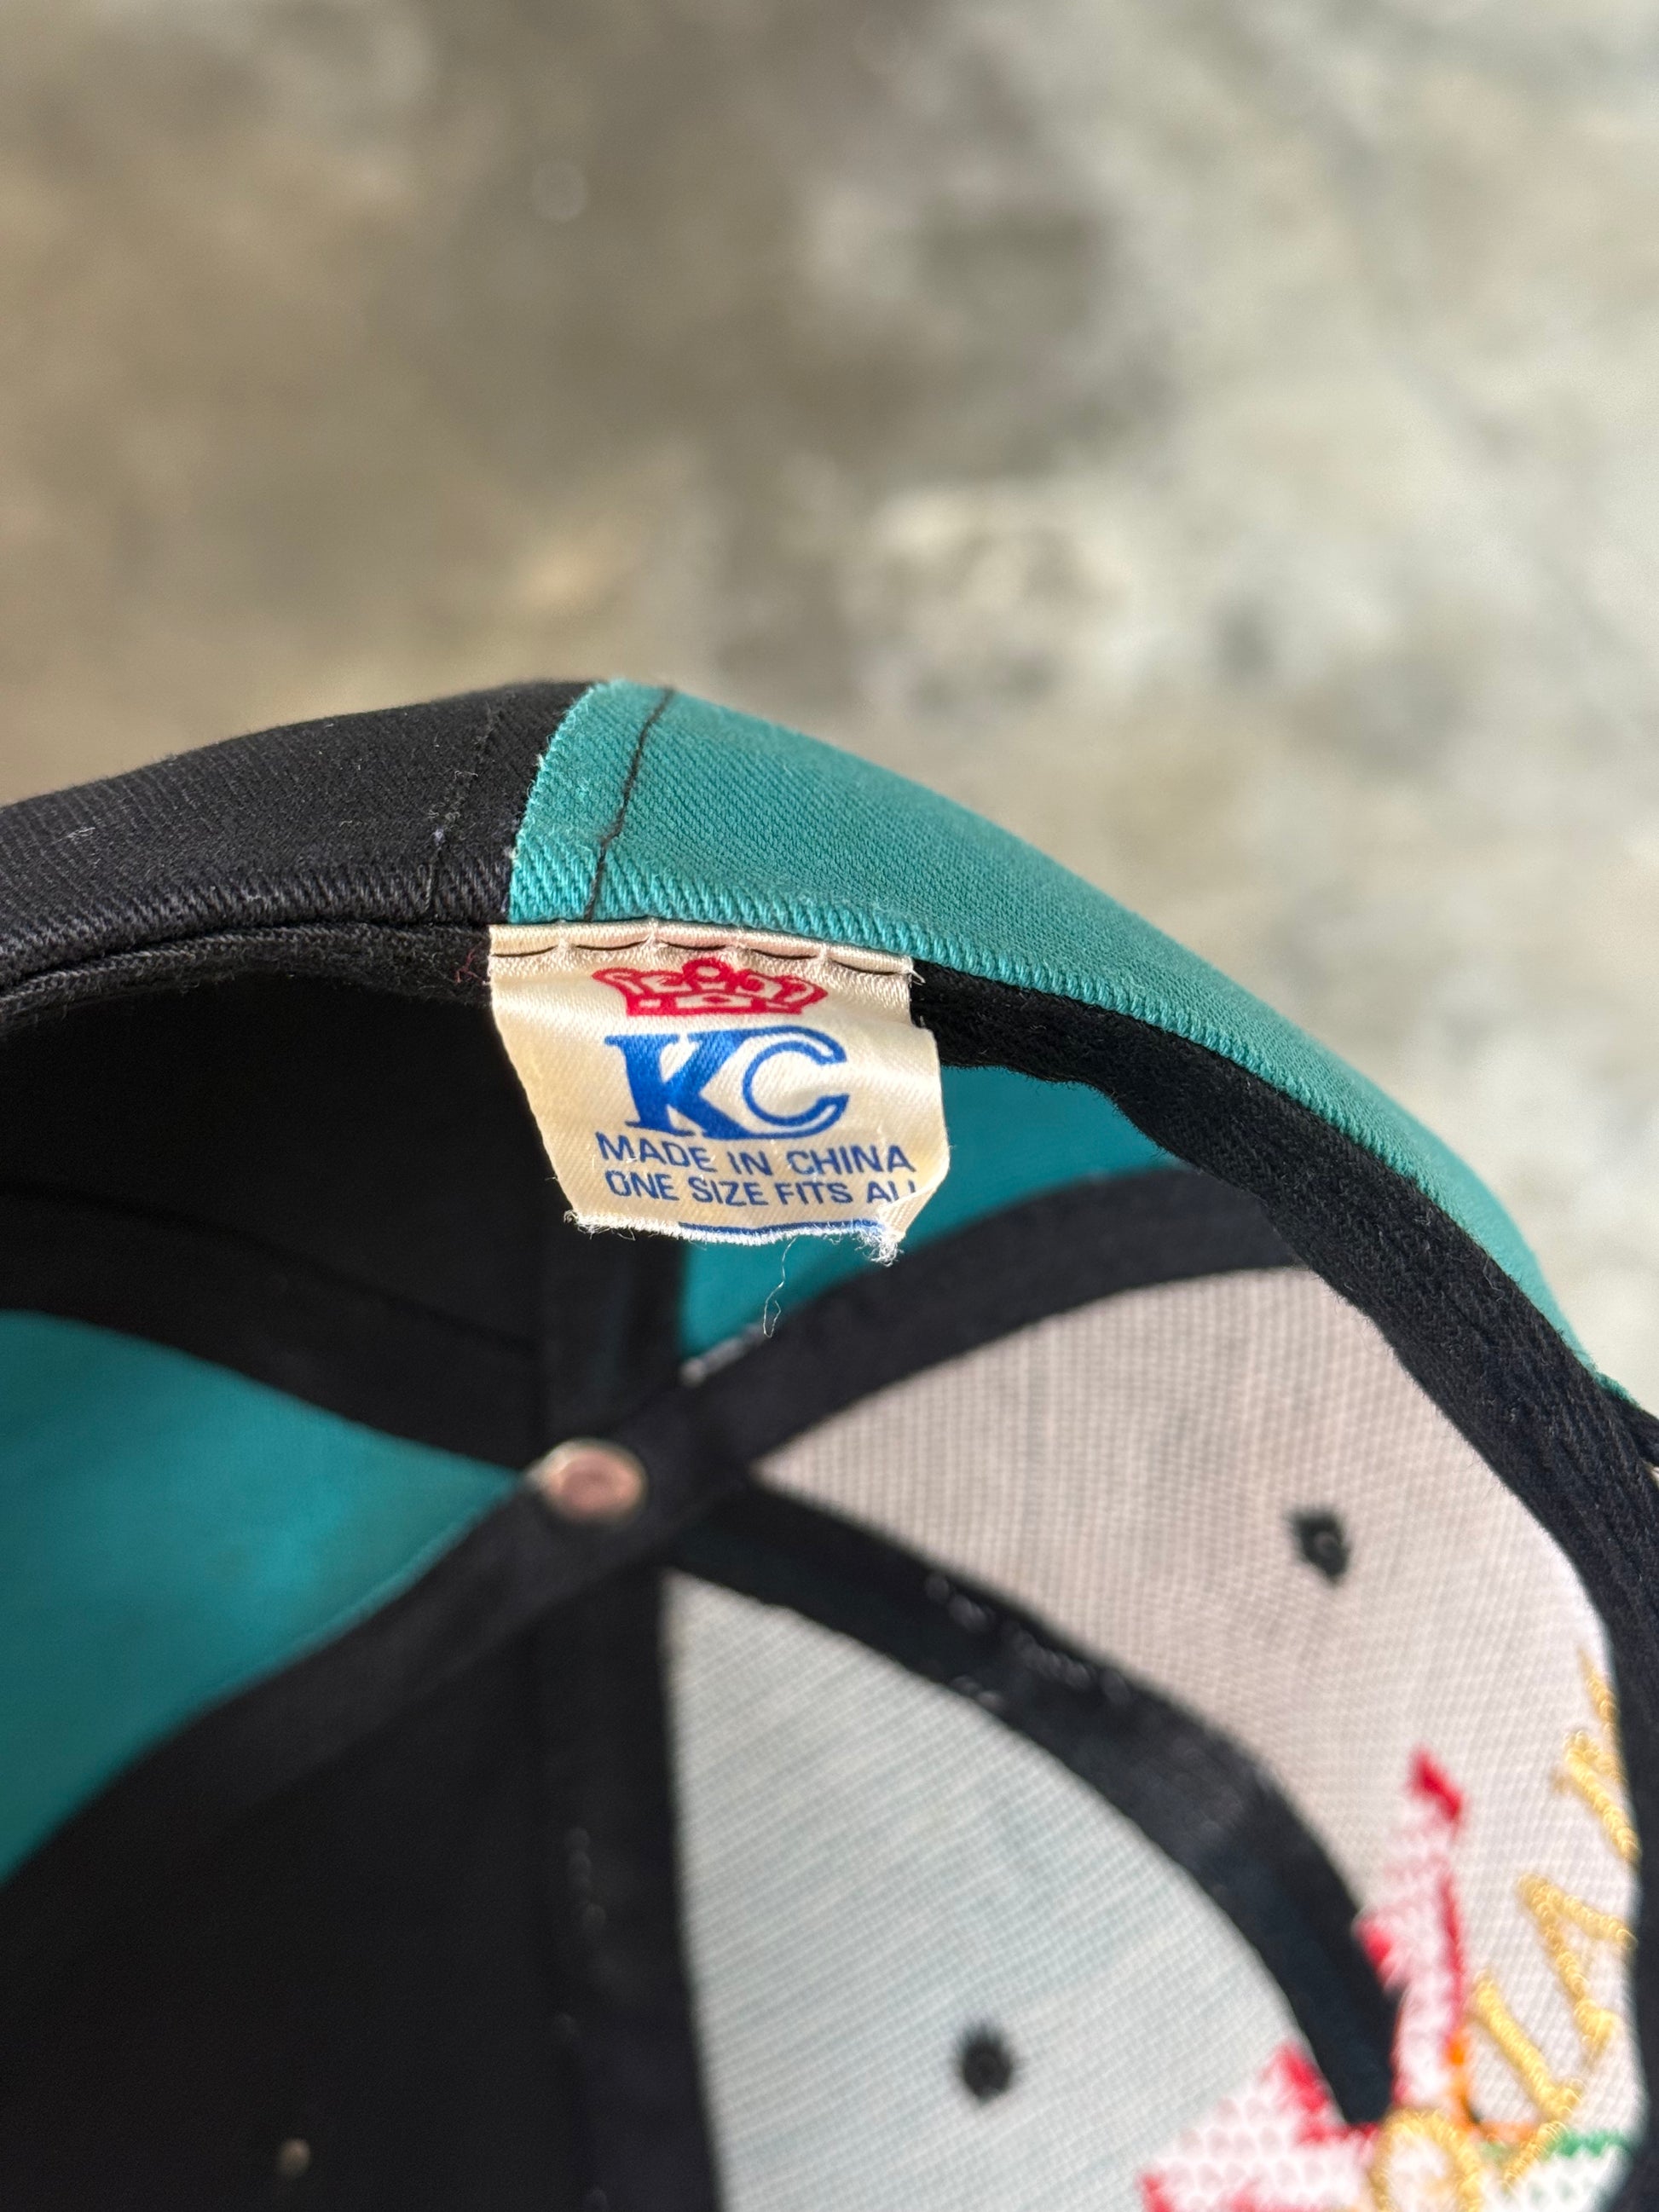 KC
MADE IN CHINA
ONE SIZE FITS ALL